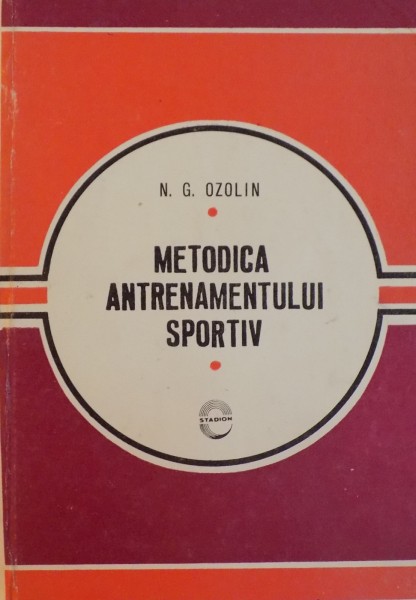 N. G. OZOLIN
METODICA
ANTRENAMENTULUI
SPORTIV
STADION